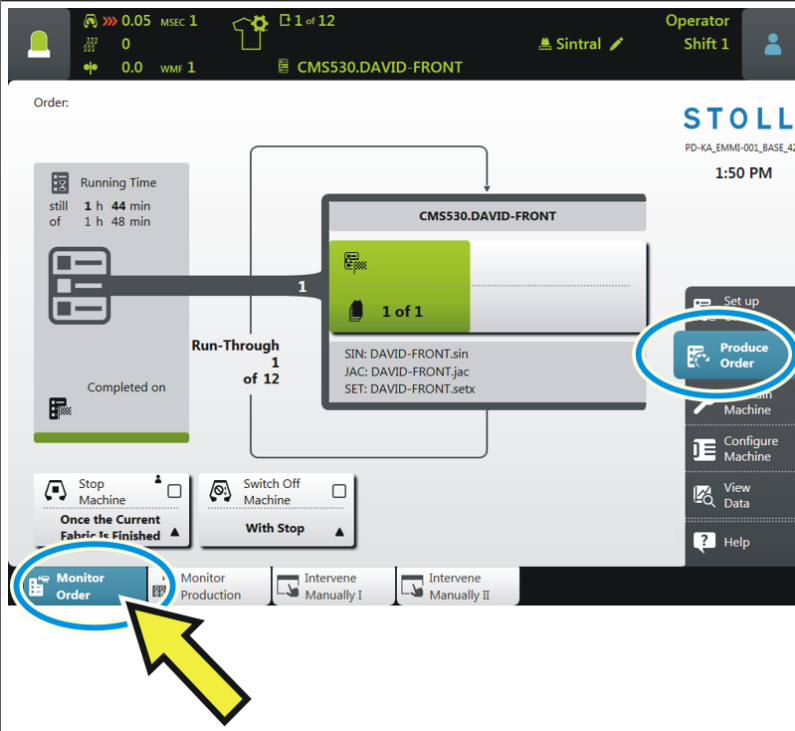 0.05 MSEC 1
1 of 12
Operator
0
Sintral
Shift 1
0.0 WMF 1
CMS530.DAVID-FRONT
Order:
STOLL
PD-KA_EMMI-001_BASE_42
1:50 PM
Running Time
still 1 h 44 min
of 1 h 48 min
CMS530.DAVID-FRONT
1
1 of 1
Run-Through
1
of 12
SIN: DAVID-FRONT.sin
JAC: DAVID-FRONT.jac
SET: DAVID-FRONT.setx
Completed on
Set up
Produce
Order
Machine
Configure
Machine
View
Data
? Help
Stop
Machine
Once the Current
Fabric Is Finished
Switch Off
Machine
With Stop
Monitor
Order
Monitor
Production
Intervene
Manually I
Intervene
Manually II